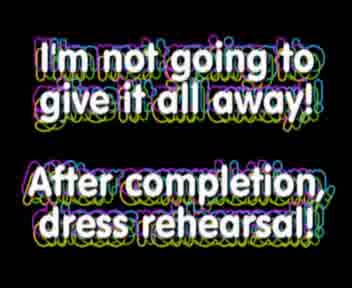 I'm not going to
give it all away!
After completion,
dress rehearsal!